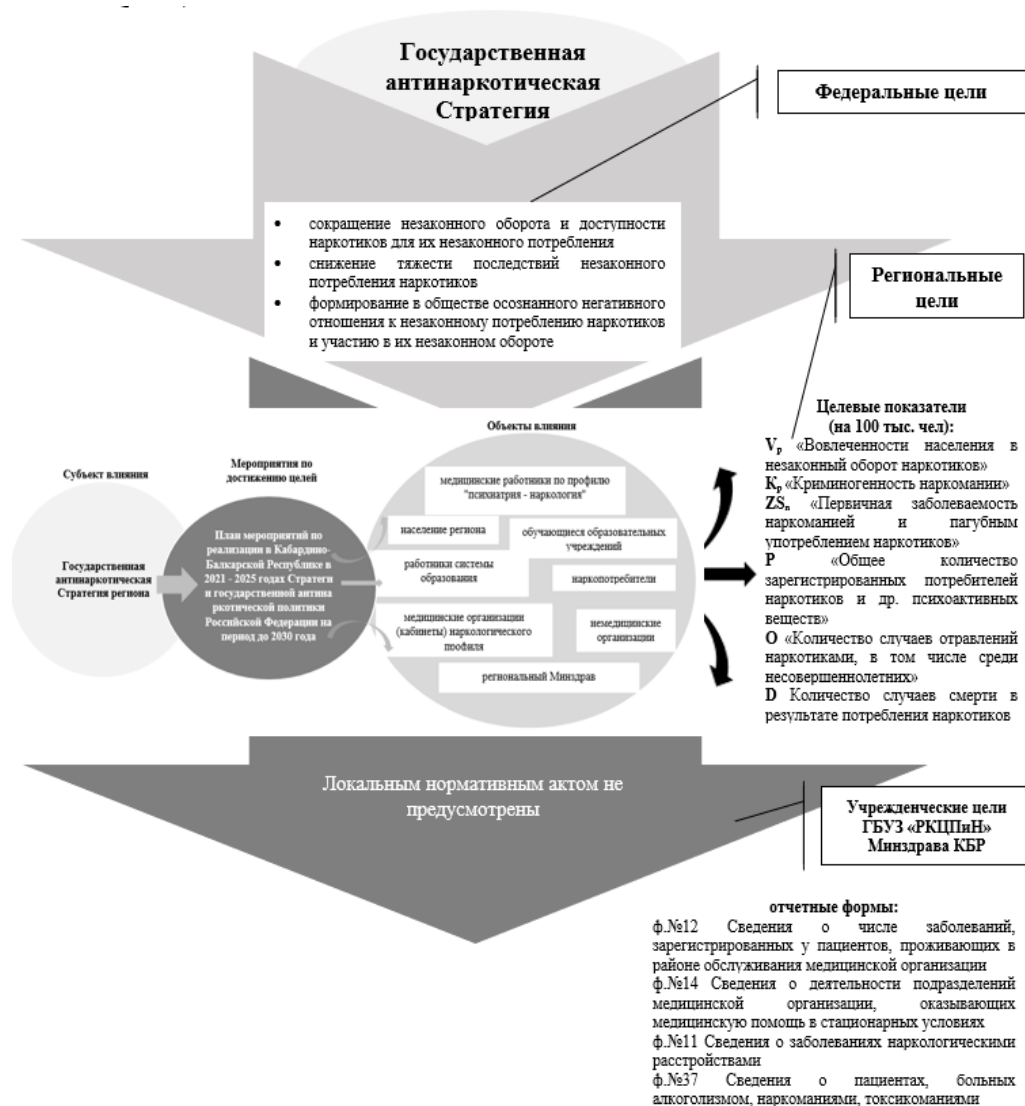 Государственная
антинаркотическая
Стратегия
Федеральные цели
• сокращение незаконного оборота и доступности
наркотиков для их незаконного потребления
• снижение тяжести последствий незаконного
потребления наркотиков
• формирование в обществе осознанного негативного
отношения к незаконному потреблению наркотиков
и участию в их незаконном обороте
Региональные
цели
Субъект влияния
Государственная
антинаркотическая
Стратегия региона
Мероприятия по
достижению целей
План мероприятий по
реализации в Кабардино-
Балкарской Республике в
2021 - 2025 годах Стратеги
и государственной антина
ркотической политики
Российской Федерации на
период до 2030 года
Объекты влияния
медицинские работники по профилю
"психиатрия - наркология"
население региона
обучающиеся образовательных
учреждений
работники системы
образования
наркопотребители
медицинские организации
(кабинеты) наркологического
профиля
немедицинские
организации
региональный Минздрав
Целевые показатели
(на 100 тыс. чел):
Vр «Вовлеченности населения в
незаконный оборот наркотиков»
Кр «Криминогенность наркомании»
ZSн «Первичная заболеваемость
наркоманией и пагубным
употреблением наркотиков»
Р «Общее количество
зарегистрированных потребителей
наркотиков и др. психоактивных
веществ»
О «Количество случаев отравлений
наркотиками, в том числе среди
несовершеннолетних»
D Количество случаев смерти в
результате потребления наркотиков
Локальным нормативным актом не
предусмотрены
Учрежденческие цели
ГБУЗ «РКЦПиН»
Минздрава КБР
отчетные формы:
ф.№12 Сведения о числе заболеваний,
зарегистрированных у пациентов, проживающих в
районе обслуживания медицинской организации
ф.№14 Сведения о деятельности подразделений
медицинской организации, оказывающих
медицинскую помощь в стационарных условиях
ф.№11 Сведения о заболеваниях наркологическими
расстройствами
ф.№37 Сведения о пациентах, больных
алкоголизмом, наркоманиями, токсикоманиями